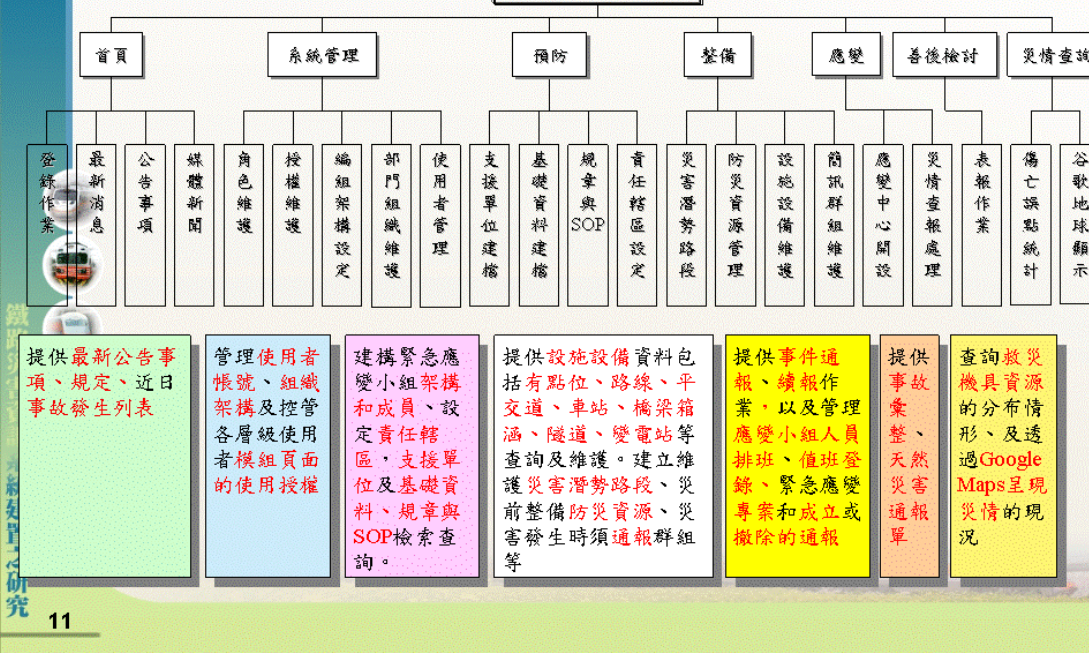 首頁
系統管理
預防
整備
應變
善後檢討
災情查詢
登錄作業
最新消息
公告事項
媒體新聞
角色維護
授權維護
編組架構設定
部門組織維護
使用者管理
支援單位建檔
基礎資料建檔
規章與SOP
責任轄區設定
災害潛勢路段
防災資源管理
設施設備維護
簡訊群組維護
應變中心開設
災情查報處理
表報作業
傷亡誤點統計
谷歌地球顯示
提供最新公告事
項、規定、近日
事故發生列表
管理使用者
帳號、組織
架構及控管
各層級使用
者模組頁面
的使用授權
建構緊急應
變小組架構
和成員、設
定責任轄
區，支援單
位及基礎資
料、規章與
SOP檢索查
詢。
提供設施設備資料包
括有點位、路線、平
交道、車站、橋梁箱
涵、隧道、變電站等
查詢及維護。建立維
護災害潛勢路段、災
前整備防災資源、災
害發生時須通報群組
等
提供事件通
報、續報作
業，以及管理
應變小組人員
排班、值班登
錄、緊急應變
專案和成立或
撤除的通報
提供
事故
彙
整、
天然
災害
通報
單
查詢救災
機具資源
的分布情
形、及透
過Google
Maps呈現
災情的現
況
鐵路災害
系統建置之研究
11